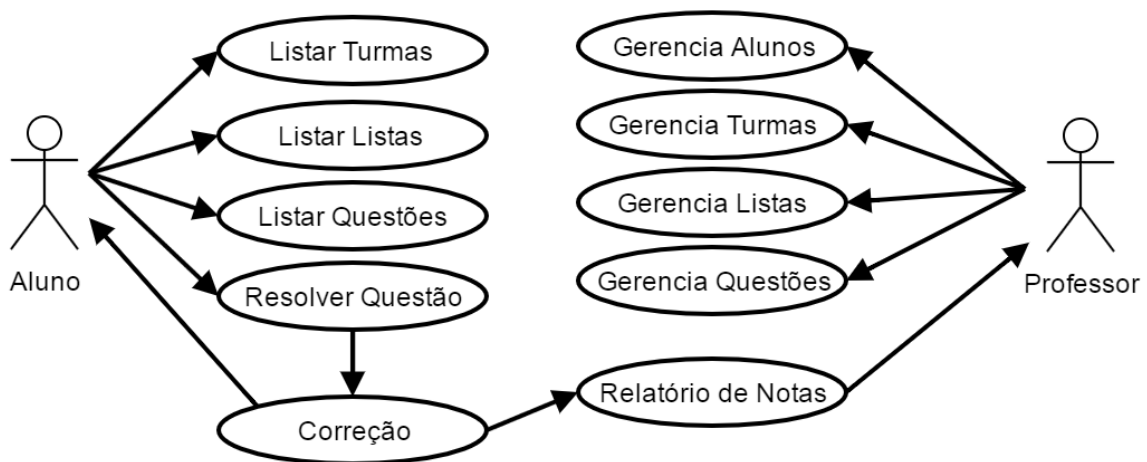 Listar Turmas
Gerencia Alunos
Listar Listas
Gerencia Turmas
Listar Questões
Gerencia Listas
Aluno
Resolver Questão
Gerencia Questões
Professor
Correção
Relatório de Notas